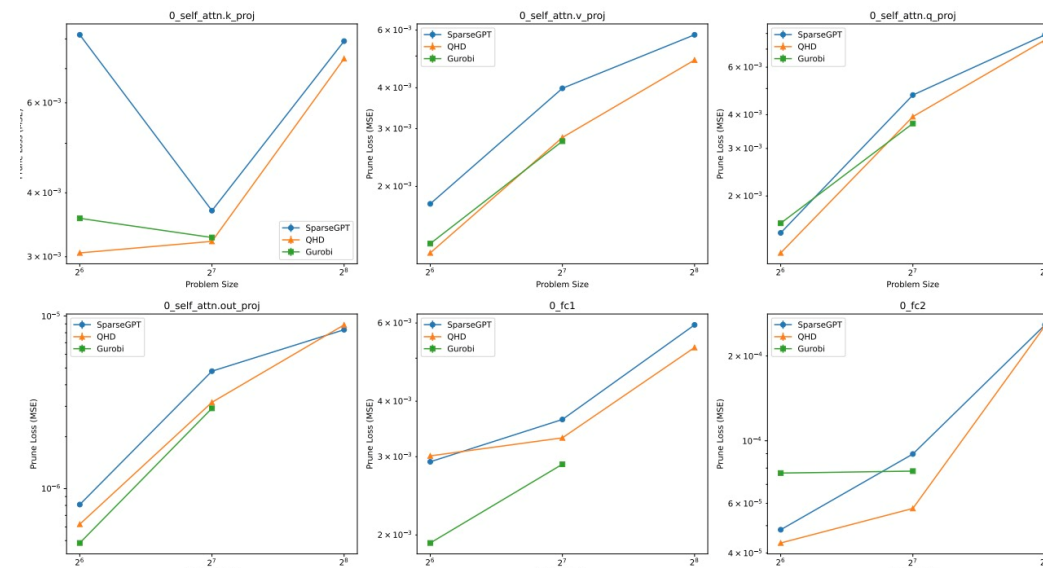 0_self_attn.k_proj
6 × 10⁻³
4 × 10⁻³
3 × 10⁻³
SparseGPT
QHD
Gurobi
2⁶
2⁷
2⁸
Problem Size
0_self_attn.v_proj
Prune Loss (MSE)
6 × 10⁻³
4 × 10⁻³
3 × 10⁻³
2 × 10⁻³
SparseGPT
QHD
Gurobi
2⁶
2⁷
2⁸
Problem Size
0_self_attn.q_proj
Prune Loss (MSE)
6 × 10⁻³
4 × 10⁻³
3 × 10⁻³
2 × 10⁻³
SparseGPT
QHD
Gurobi
2⁶
2⁷
Problem Size
0_self_attn.out_proj
Prune Loss (MSE)
10⁻⁵
10⁻⁶
SparseGPT
QHD
Gurobi
2⁶
2⁷
2⁸
0_fc1
Prune Loss (MSE)
6 × 10⁻³
4 × 10⁻³
3 × 10⁻³
2 × 10⁻³
SparseGPT
QHD
Gurobi
2⁶
2⁷
2⁸
0_fc2
Prune Loss (MSE)
2 × 10⁻⁴
10⁻⁴
6 × 10⁻⁵
4 × 10⁻⁵
SparseGPT
QHD
Gurobi
2⁶
2⁷